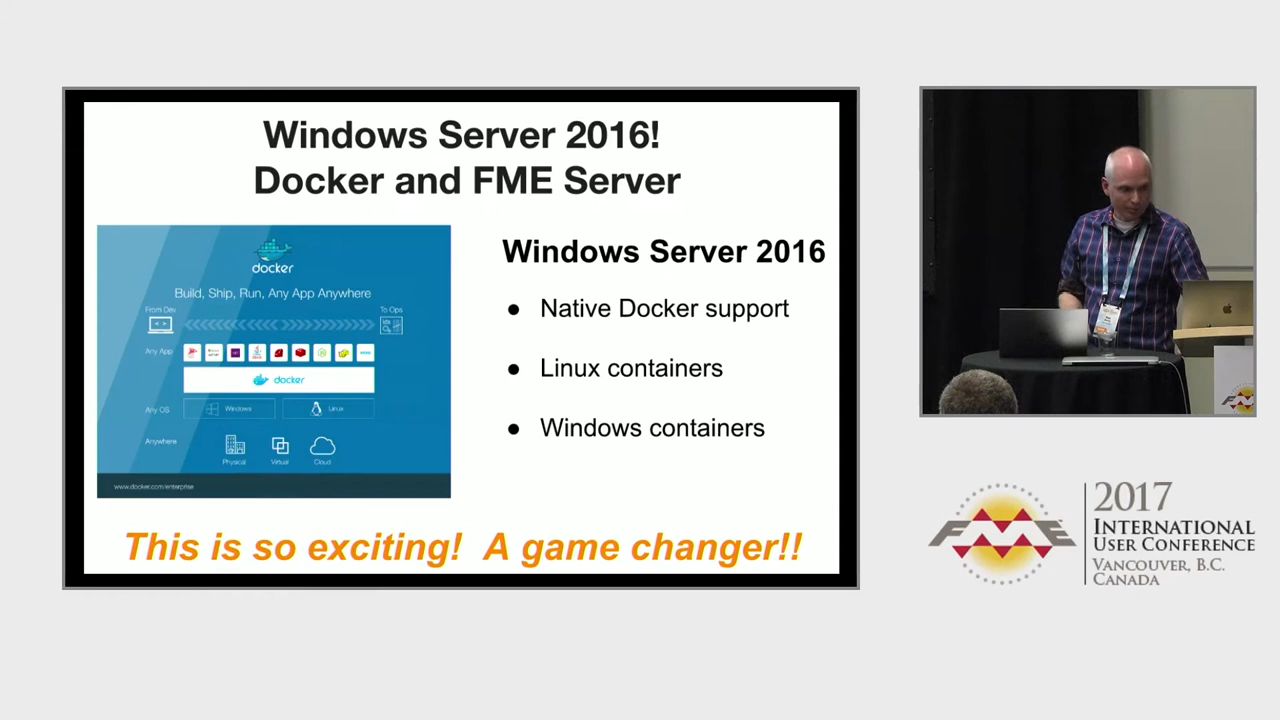 Windows Server 2016!
Docker and FME Server
docker
Build, Ship, Run, Any App Anywhere
From Dev
To Ops
Any App
docker
Any OS
Windows
Linux
Anywhere
Physical
Virtual
Cloud
www.docker.com/enterprise
Windows Server 2016
● Native Docker support
● Linux containers
● Windows containers
This is so exciting! A game changer!!
FME
2017
INTERNATIONAL
USER CONFERENCE
VANCOUVER, B.C.
CANADA